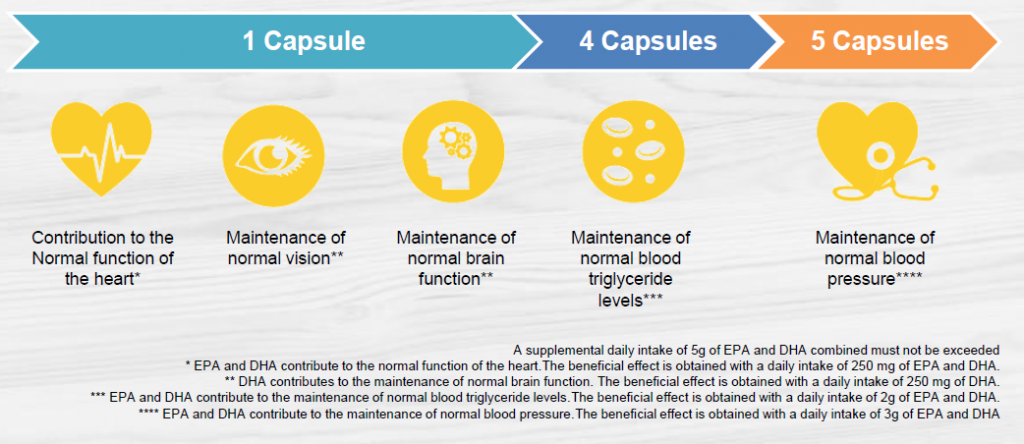 1 Capsule
4 Capsules
5 Capsules
Contribution to the
Normal function of
the heart*
Maintenance of
normal vision**
Maintenance of
normal brain
function**
Maintenance of
normal blood
triglyceride
levels***
Maintenance of
normal blood
pressure****
A supplemental daily intake of 5g of EPA and DHA combined must not be exceeded
* EPA and DHA contribute to the normal function of the heart.The beneficial effect is obtained with a daily intake of 250 mg of EPA and DHA.
** DHA contributes to the maintenance of normal brain function. The beneficial effect is obtained with a daily intake of 250 mg of DHA.
*** EPA and DHA contribute to the maintenance of normal blood triglyceride levels.The beneficial effect is obtained with a daily intake of 2g of EPA and DHA.
**** EPA and DHA contribute to the maintenance of normal blood pressure.The beneficial effect is obtained with a daily intake of 3g of EPA and DHA